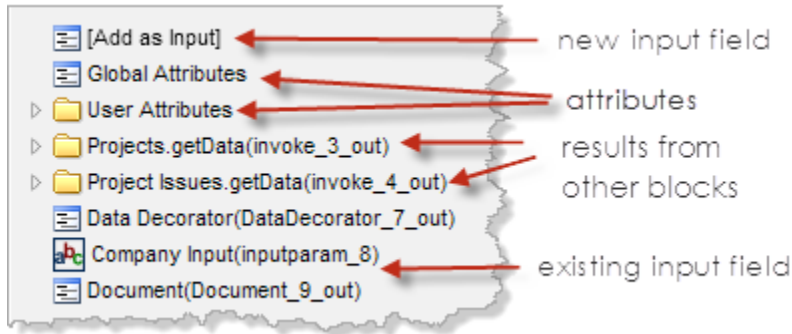 [Add as Input]
new input field
Global Attributes
attributes
User Attributes
Projects.getData(invoke_3_out)
results from
Project Issues.getData(invoke_4_out)
other blocks
Data Decorator(DataDecorator_7_out)
abc Company Input(inputparam_8)
existing input field
Document(Document_9_out)